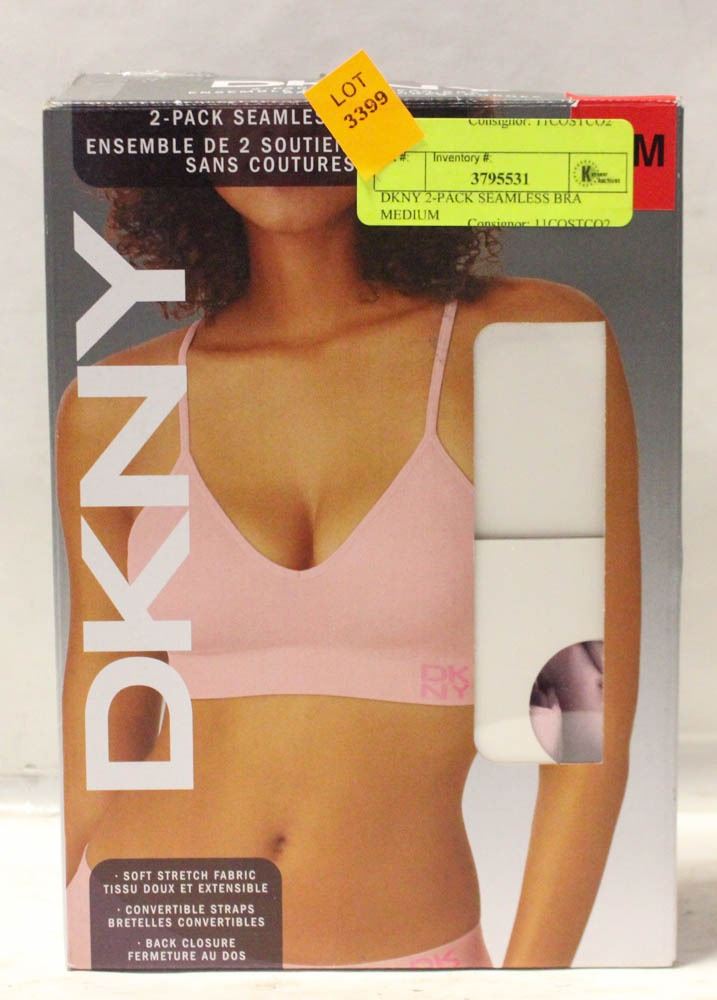 2-PACK SEAMLES
ENSEMBLE DE 2 SOUTIEN
SANS COUTURES
LOT
3399
Consignor: 11COSTCO2
#:
Inventory #:
3795531
DKNY 2-PACK SEAMLESS BRA
MEDIUM
Consignor: 11COSTCO2
M
DKNY
DK
NY
· SOFT STRETCH FABRIC
TISSU DOUX ET EXTENSIBLE
· CONVERTIBLE STRAPS
BRETELLES CONVERTIBLES
· BACK CLOSURE
FERMETURE AU DOS